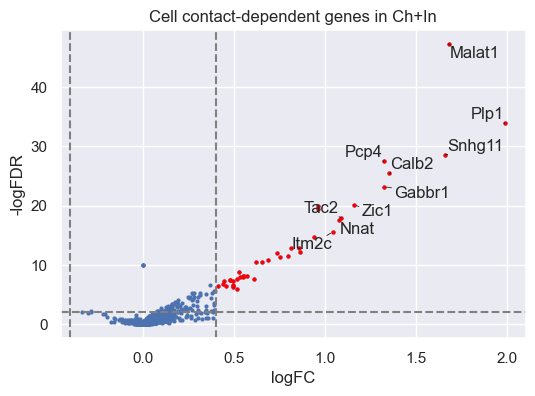 Cell contact-dependent genes in Ch+In
Malat1
40
Plp1
Snhg11
Pcp4
30
Calb2
Gabbr1
-logFDR
20
Tac2
Zic1
Nnat
Itm2c
10
0
0.0 0.5 1.0 1.5 2.0
logFC